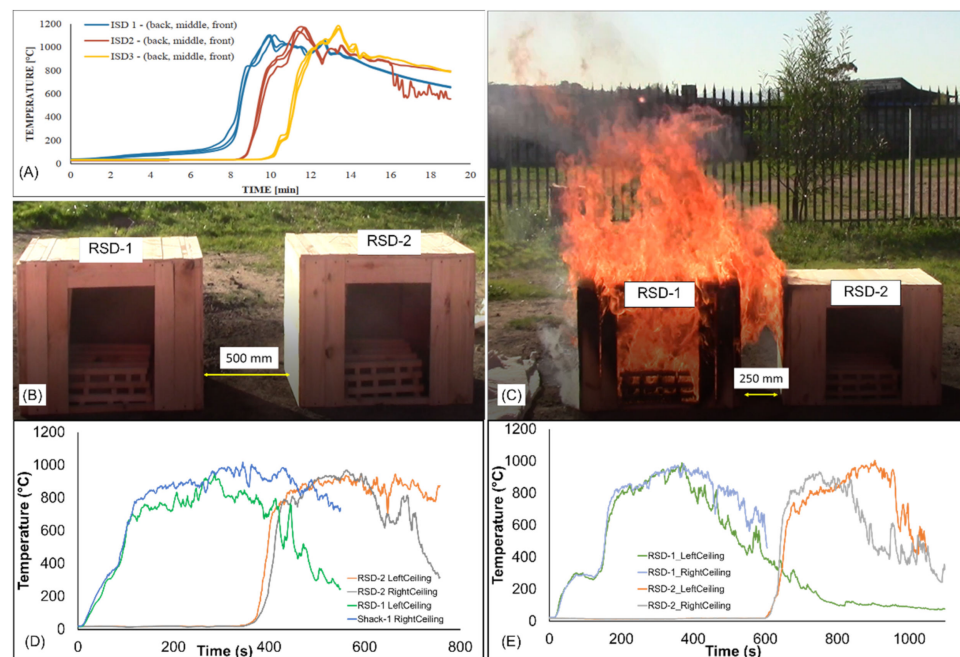 1200
1000
800
600
400
200
0
TEMPERATURE [°C]
ISD 1 - (back, middle, front)
ISD2 - (back, middle, front)
ISD3 - (back, middle, front)
0 2 4 6 8 10 12 14 16 18 20
TIME [min]
(A)
RSD-1
RSD-2
500 mm
(B)
RSD-1
RSD-2
250 mm
(C)
1200
1000
800
600
400
200
0
Temperature (°C)
RSD-2 LeftCeiling
RSD-2 RightCeiling
RSD-1 LeftCeiling
Shack-1 RightCeiling
0 200 400 600 800
Time (s)
(D)
1200
1000
800
600
400
200
0
Temperature (°C)
RSD-1_LeftCeiling
RSD-1_RightCeiling
RSD-2_LeftCeiling
RSD-2_RightCeiling
0 200 400 600 800 1000
Time (s)
(E)